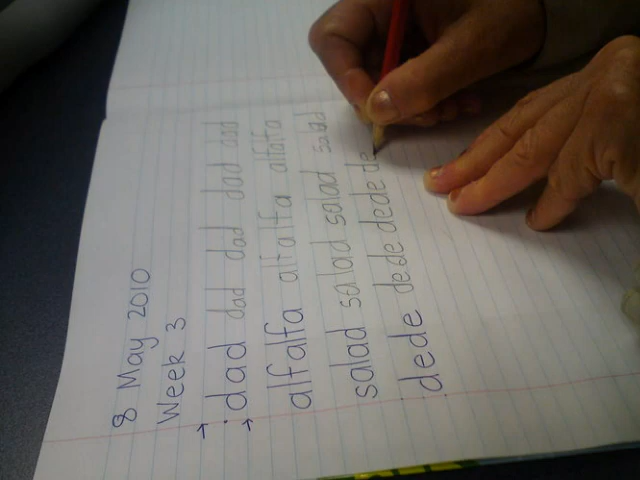 8 May 2010
Week 3
→ dad dad dad dad dad
→ alfalfa alfalfa alfalfa
salad salad salad salad
dede dede dede de